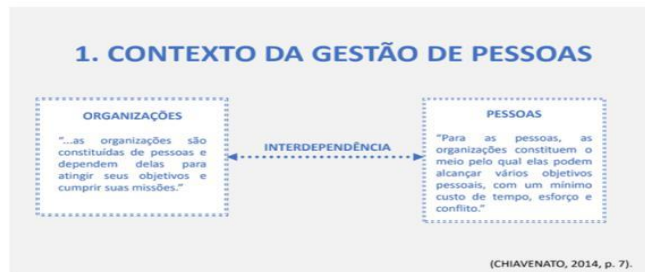 1. CONTEXTO DA GESTÃO DE PESSOAS
ORGANIZAÇÕES
"...as organizações são
constituídas de pessoas e
dependem delas para
atingir seus objetivos e
cumprir suas missões."
INTERDEPENDÊNCIA
PESSOAS
"Para as pessoas, as
organizações constituem o
meio pelo qual elas podem
alcançar vários objetivos
pessoais, com um mínimo
custo de tempo, esforço e
conflito."
(CHIAVENATO, 2014, p. 7).